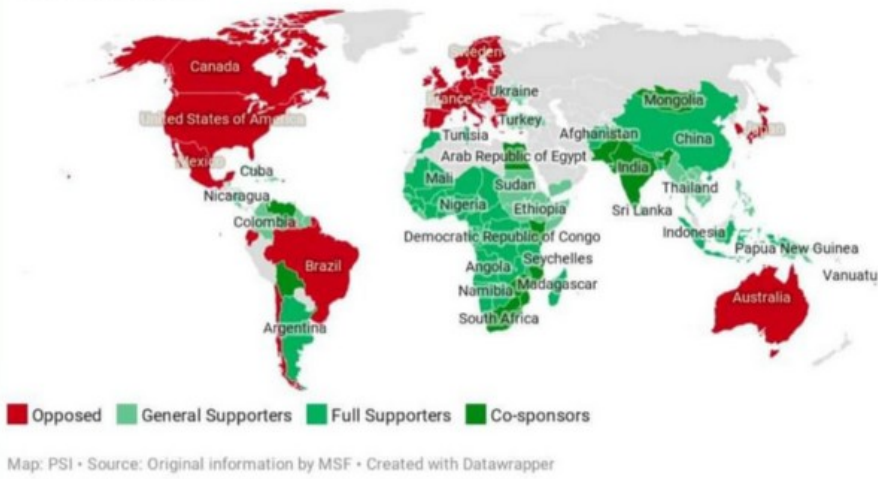 Canada
Sweden
France
Ukraine
United States of America
Turkey
Mongolia
Tunisia
Afghanistan
China
Japan
Mexico
Cuba
Arab Republic of Egypt
India
Mali
Sudan
Thailand
Nicaragua
Nigeria
Ethiopia
Sri Lanka
Colombia
Democratic Republic of Congo
Indonesia
Papua New Guinea
Brazil
Angola
Seychelles
Vanuatu
Namibia
Madagascar
Australia
South Africa
Argentina
Opposed General Supporters Full Supporters Co-sponsors
Map: PSI • Source: Original information by MSF • Created with Datawrapper